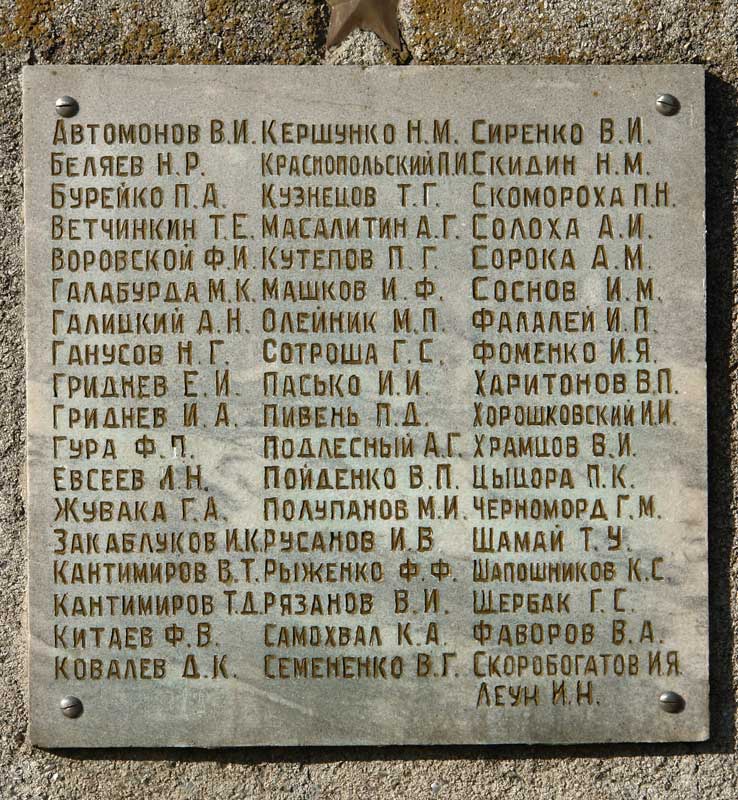 АВТОМОНОВ В.И.
БЕЛЯЕВ Н.Р.
БУРЕЙКО П.А.
ВЕТЧИНКИН Т.Е.
ВОРОВСКОЙ Ф.И.
ГАЛАБУРДА М.К.
ГАЛИЦКИЙ А.Н.
ГАНУСОВ Н.Г.
ГРИДНЕВ Е.И.
ГРИДНЕВ И.А.
ГУРА Ф.П.
ЕВСЕЕВ Л.Н.
ЖУВАКА Г.А.
ЗАКАБЛУКОВ И.К.
КАНТИМИРОВ В.Т.
КАНТИМИРОВ Т.Д.
КИТАЕВ Ф.В.
КОВАЛЕВ Д.К.
КЕРШУНКО Н.М.
КРАСНОПОЛЬСКИЙ П.И.
КУЗНЕЦОВ Т.Г.
МАСАЛИТИН А.Г.
КУТЕПОВ П.Г.
МАШКОВ И.Ф.
ОЛЕЙНИК М.П.
СОТРОША Г.С.
ПАСЬКО И.И.
ПИВЕНЬ П.Д.
ПОДЛЕСНЫЙ А.Г.
ПОЙДЕНКО В.П.
ПОЛУПАНОВ М.И.
РУСАНОВ И.В.
РЫЖЕНКО Ф.Ф.
РЯЗАНОВ В.И.
САМОХВАЛ К.А.
СЕМЕНЕНКО В.Г.
СИРЕНКО В.И.
СКИДИН Н.М.
СКОМОРОХА П.Н.
СОЛОХА А.И.
СОРОКА А.М.
СОСНОВ И.М.
ФАЛАЛЕЙ И.П.
ФОМЕНКО И.Я.
ХАРИТОНОВ В.П.
ХОРОШКОВСКИЙ И.И.
ХРАМЦОВ В.И.
ЦЫЦОРА П.К.
ЧЕРНОМОРД Г.М.
ШАМАЙ Т.У.
ШАПОШНИКОВ К.С.
ЩЕРБАК Г.С.
ФАВОРОВ В.А.
СКОРОБОГАТОВ И.Я.
ЛЕУН И.Н.